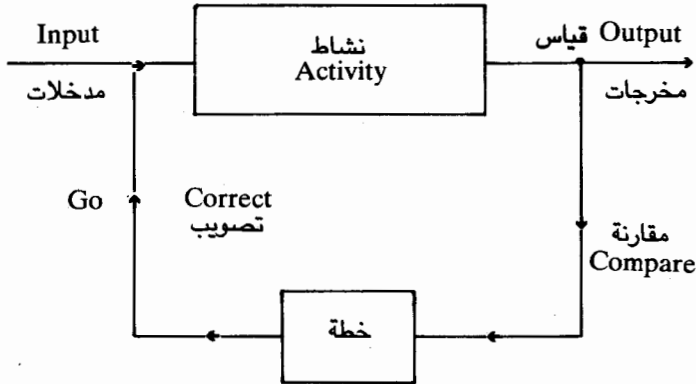 Input
مدخلات
نشاط
Activity
قياس Output
مخرجات
Go
Correct
تصويب
مقارنة
Compare
خطة